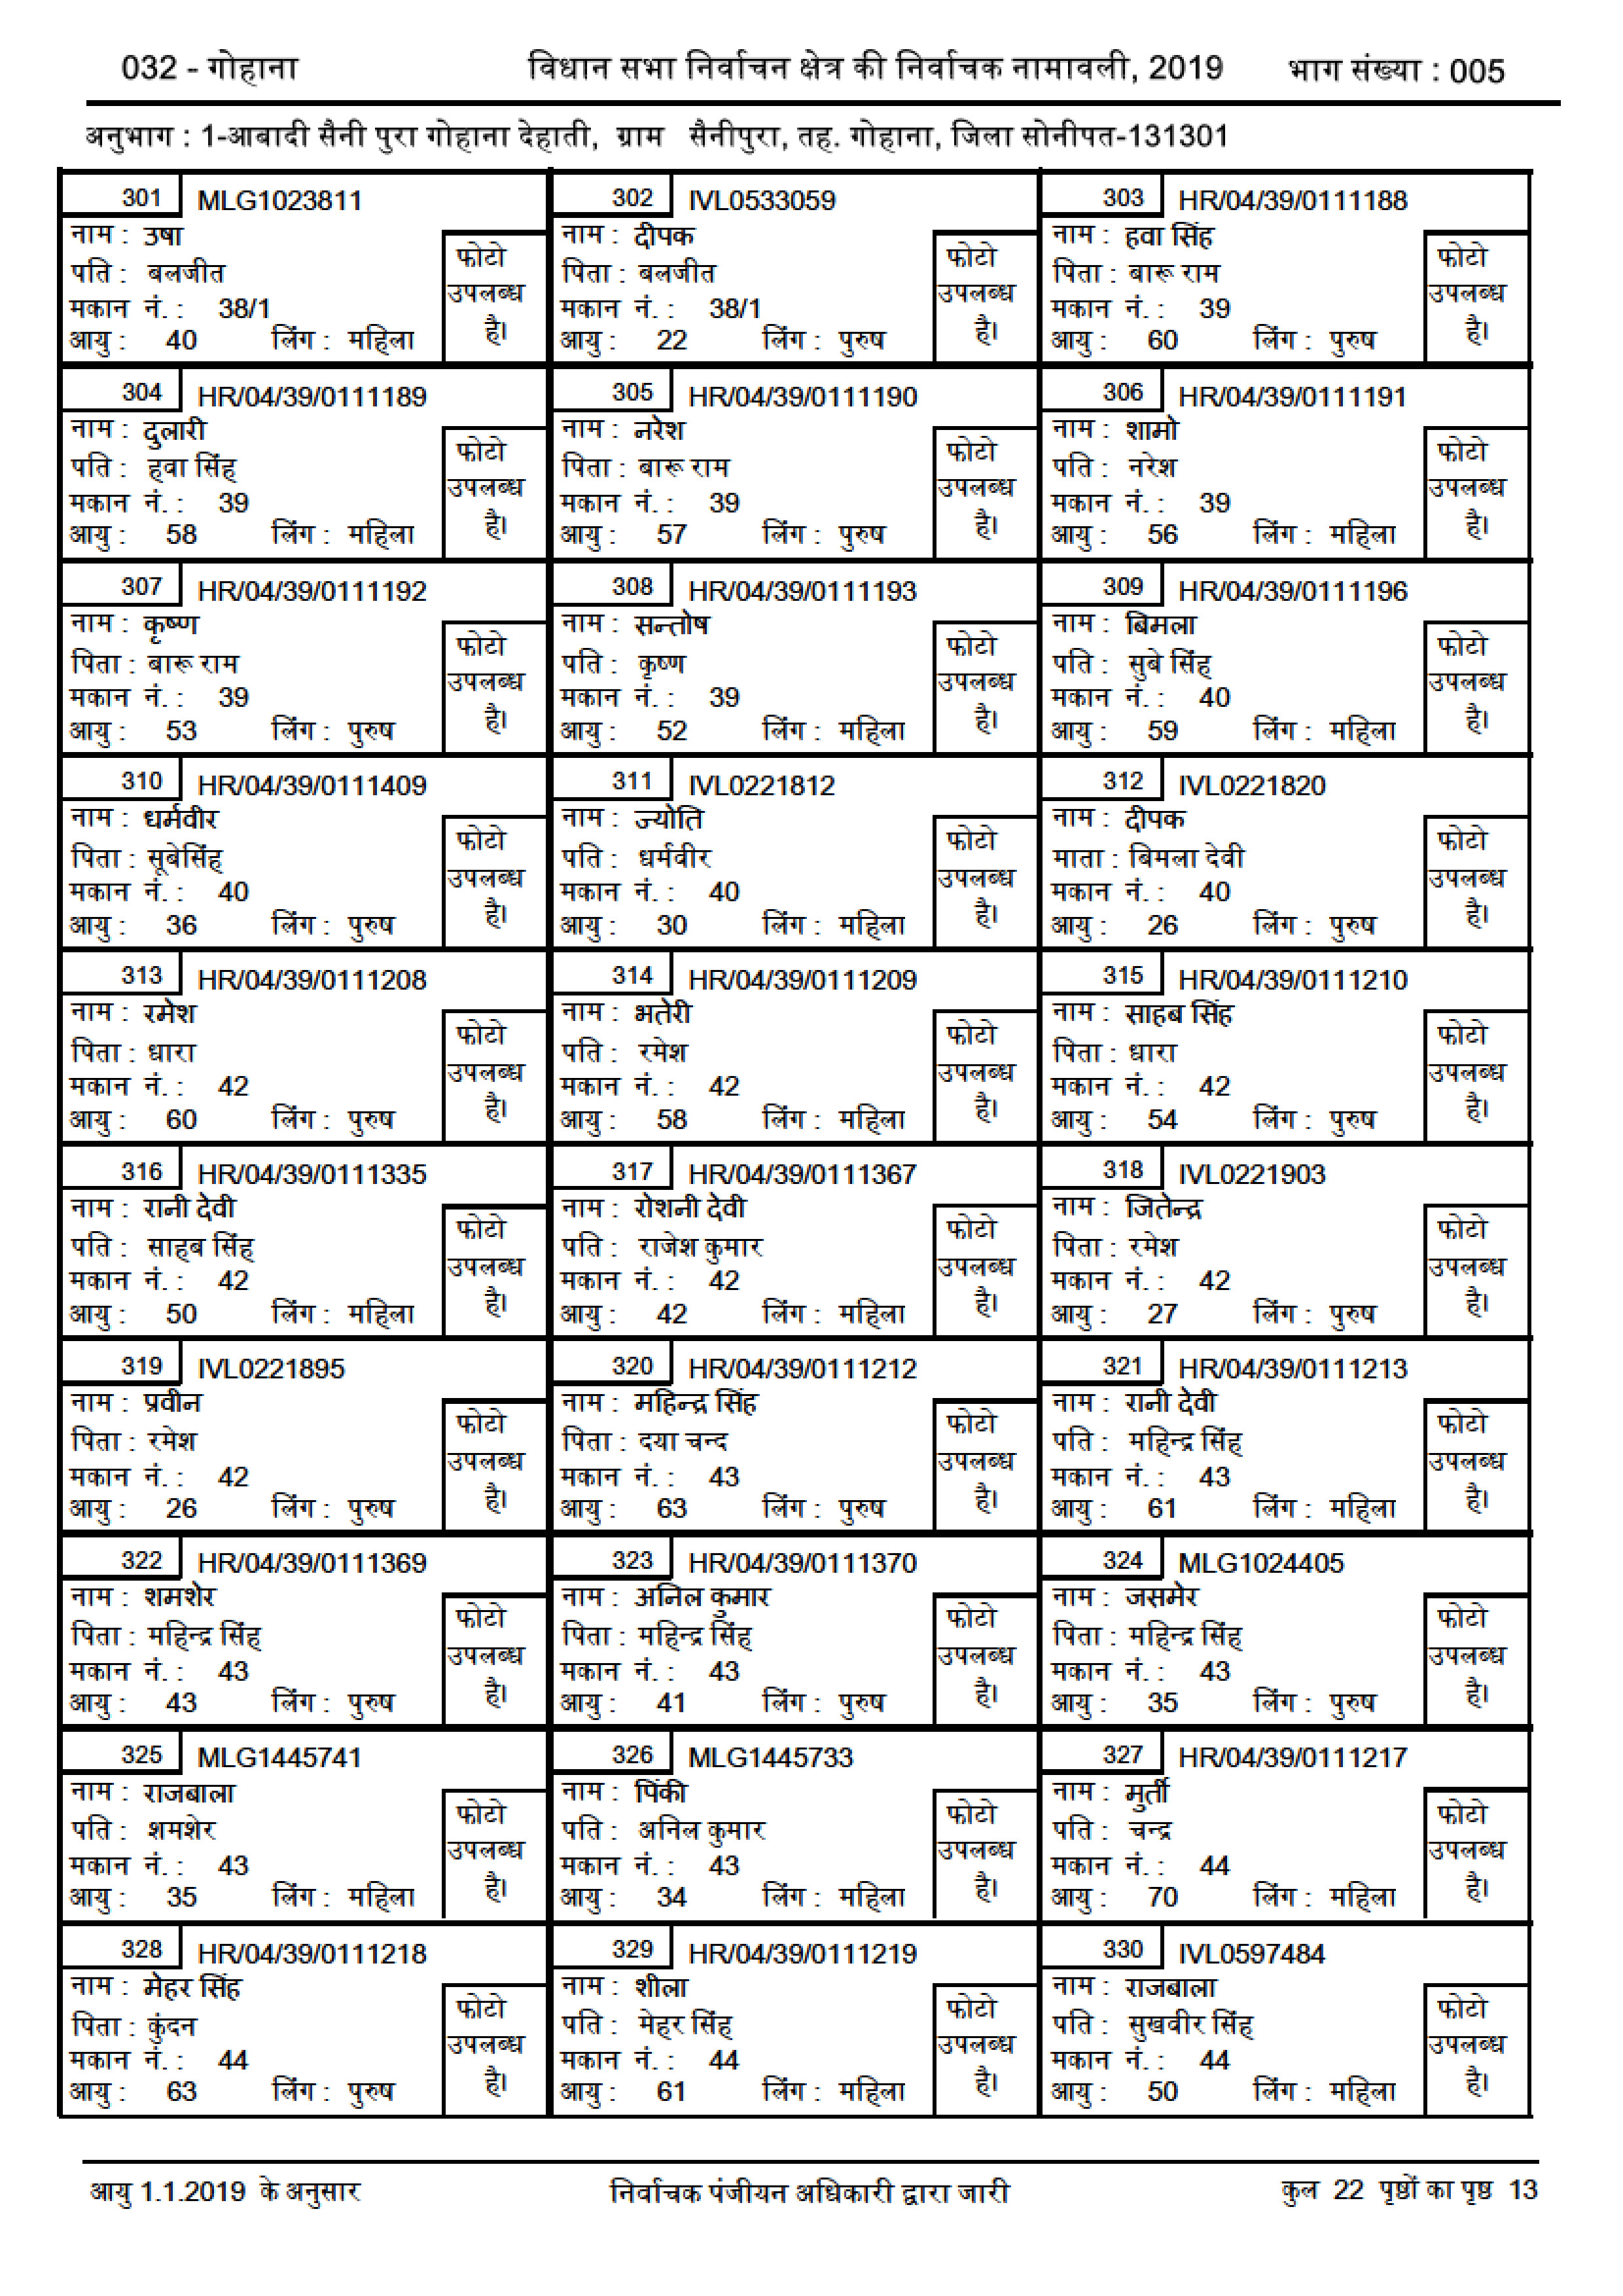 032 - गोहाना विधान सभा निर्वाचन क्षेत्र की निर्वाचक नामावली, 2019 भाग संख्या : 005
अनुभाग : 1-आबादी सैनी पुरा गोहाना देहाती, ग्राम सैनीपुरा, तह. गोहाना, जिला सोनीपत-131301
301 MLG1023811
नाम : उषा
पति : बलजीत
मकान नं. : 38/1
आयु : 40 लिंग : महिला
फोटो
उपलब्ध
है।
302 IVL0533059
नाम : दीपक
पिता : बलजीत
मकान नं. : 38/1
आयु : 22 लिंग : पुरुष
फोटो
उपलब्ध
है।
303 HR/04/39/0111188
नाम : हवा सिंह
पिता : बारू राम
मकान नं. : 39
आयु : 60 लिंग : पुरुष
फोटो
उपलब्ध
है।
304 HR/04/39/0111189
नाम : दुलारी
पति : हवा सिंह
मकान नं. : 39
आयु : 58 लिंग : महिला
फोटो
उपलब्ध
है।
305 HR/04/39/0111190
नाम : नरेश
पिता : बारू राम
मकान नं. : 39
आयु : 57 लिंग : पुरुष
फोटो
उपलब्ध
है।
306 HR/04/39/0111191
नाम : शामो
पति : नरेश
मकान नं. : 39
आयु : 56 लिंग : महिला
फोटो
उपलब्ध
है।
307 HR/04/39/0111192
नाम : कृष्ण
पिता : बारू राम
मकान नं. : 39
आयु : 53 लिंग : पुरुष
फोटो
उपलब्ध
है।
308 HR/04/39/0111193
नाम : सन्तोष
पति : कृष्ण
मकान नं. : 39
आयु : 52 लिंग : महिला
फोटो
उपलब्ध
है।
309 HR/04/39/0111196
नाम : बिमला
पति : सुबे सिंह
मकान नं. : 40
आयु : 59 लिंग : महिला
फोटो
उपलब्ध
है।
310 HR/04/39/0111409
नाम : धर्मवीर
पिता : सूबेसिंह
मकान नं. : 40
आयु : 36 लिंग : पुरुष
फोटो
उपलब्ध
है।
311 IVL0221812
नाम : ज्योति
पति : धर्मवीर
मकान नं. : 40
आयु : 30 लिंग : महिला
फोटो
उपलब्ध
है।
312 IVL0221820
नाम : दीपक
माता : बिमला देवी
मकान नं. : 40
आयु : 26 लिंग : पुरुष
फोटो
उपलब्ध
है।
313 HR/04/39/0111208
नाम : रमेश
पिता : धारा
मकान नं. : 42
आयु : 60 लिंग : पुरुष
फोटो
उपलब्ध
है।
314 HR/04/39/0111209
नाम : भतेरी
पति : रमेश
मकान नं. : 42
आयु : 58 लिंग : महिला
फोटो
उपलब्ध
है।
315 HR/04/39/0111210
नाम : साहब सिंह
पिता : धारा
मकान नं. : 42
आयु : 54 लिंग : पुरुष
फोटो
उपलब्ध
है।
316 HR/04/39/0111335
नाम : रानी देवी
पति : साहब सिंह
मकान नं. : 42
आयु : 50 लिंग : महिला
फोटो
उपलब्ध
है।
317 HR/04/39/0111367
नाम : रोशनी देवी
पति : राजेश कुमार
मकान नं. : 42
आयु : 42 लिंग : महिला
फोटो
उपलब्ध
है।
318 IVL0221903
नाम : जितेन्द्र
पिता : रमेश
मकान नं. : 42
आयु : 27 लिंग : पुरुष
फोटो
उपलब्ध
है।
319 IVL0221895
नाम : प्रवीन
पिता : रमेश
मकान नं. : 42
आयु : 26 लिंग : पुरुष
फोटो
उपलब्ध
है।
320 HR/04/39/0111212
नाम : महिन्द्र सिंह
पिता : दया चन्द
मकान नं. : 43
आयु : 63 लिंग : पुरुष
फोटो
उपलब्ध
है।
321 HR/04/39/0111213
नाम : रानी देवी
पति : महिन्द्र सिंह
मकान नं. : 43
आयु : 61 लिंग : महिला
फोटो
उपलब्ध
है।
322 HR/04/39/0111369
नाम : शमशेर
पिता : महिन्द्र सिंह
मकान नं. : 43
आयु : 43 लिंग : पुरुष
फोटो
उपलब्ध
है।
323 HR/04/39/0111370
नाम : अनिल कुमार
पिता : महिन्द्र सिंह
मकान नं. : 43
आयु : 41 लिंग : पुरुष
फोटो
उपलब्ध
है।
324 MLG1024405
नाम : जसमेर
पिता : महिन्द्र सिंह
मकान नं. : 43
आयु : 35 लिंग : पुरुष
फोटो
उपलब्ध
है।
325 MLG1445741
नाम : राजबाला
पति : शमशेर
मकान नं. : 43
आयु : 35 लिंग : महिला
फोटो
उपलब्ध
है।
326 MLG1445733
नाम : पिंकी
पति : अनिल कुमार
मकान नं. : 43
आयु : 34 लिंग : महिला
फोटो
उपलब्ध
है।
327 HR/04/39/0111217
नाम : मुर्ती
पति : चन्द्र
मकान नं. : 44
आयु : 70 लिंग : महिला
फोटो
उपलब्ध
है।
328 HR/04/39/0111218
नाम : मेहर सिंह
पिता : कुंदन
मकान नं. : 44
आयु : 63 लिंग : पुरुष
फोटो
उपलब्ध
है।
329 HR/04/39/0111219
नाम : शीला
पति : मेहर सिंह
मकान नं. : 44
आयु : 61 लिंग : महिला
फोटो
उपलब्ध
है।
330 IVL0597484
नाम : राजबाला
पति : सुखवीर सिंह
मकान नं. : 44
आयु : 50 लिंग : महिला
फोटो
उपलब्ध
है।
आयु 1.1.2019 के अनुसार निर्वाचक पंजीयन अधिकारी द्वारा जारी कुल 22 पृष्ठों का पृष्ठ 13